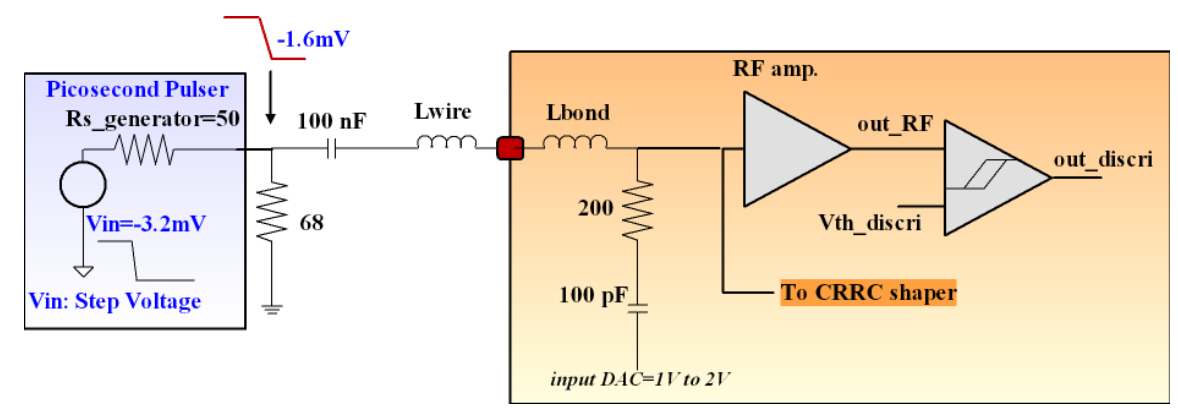 -1.6mV
RF amp.
Picosecond Pulser
Rs_generator=50
100 nF
Lwire
Lbond
out_RF
out_discri
200
68
Vin=-3.2mV
Vth_discri
Vin: Step Voltage
100 pF
To CRRC shaper
input DAC=1V to 2V